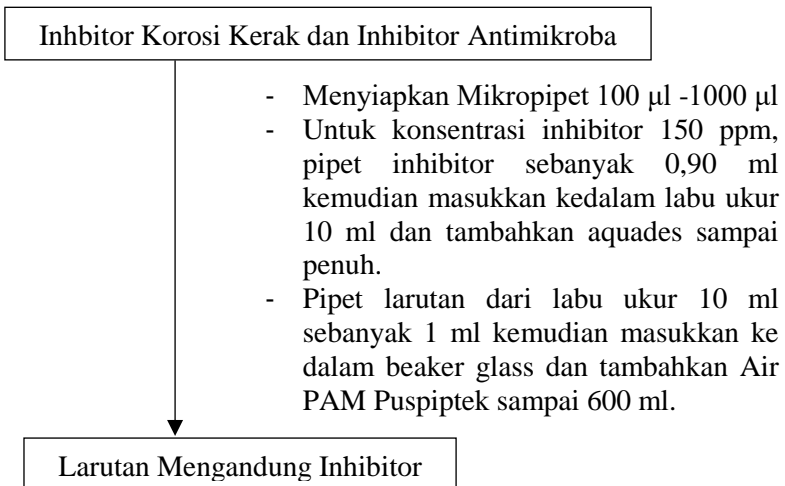 Inhbitor Korosi Kerak dan Inhibitor Antimikroba
- Menyiapkan Mikropipet 100 μl -1000 μl
- Untuk konsentrasi inhibitor 150 ppm,
pipet inhibitor sebanyak 0,90 ml
kemudian masukkan kedalam labu ukur
10 ml dan tambahkan aquades sampai
penuh.
- Pipet larutan dari labu ukur 10 ml
sebanyak 1 ml kemudian masukkan ke
dalam beaker glass dan tambahkan Air
PAM Puspiptek sampai 600 ml.
Larutan Mengandung Inhibitor